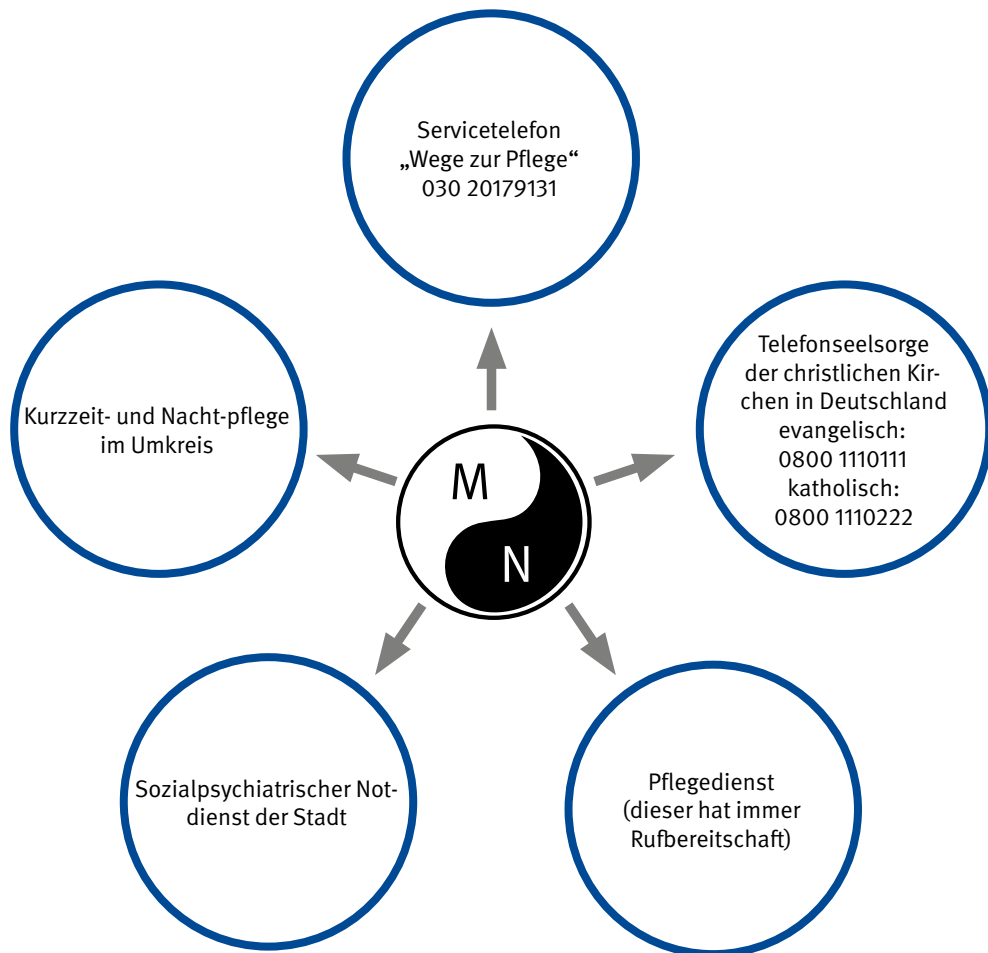 Servicetelefon
„Wege zur Pflege“
030 20179131
Telefonseelsorge
der christlichen Kir-
chen in Deutschland
evangelisch:
0800 1110111
katholisch:
0800 1110222
Kurzzeit- und Nacht-pflege
im Umkreis
M
N
Sozialpsychiatrischer Not-
dienst der Stadt
Pflegedienst
(dieser hat immer
Rufbereitschaft)